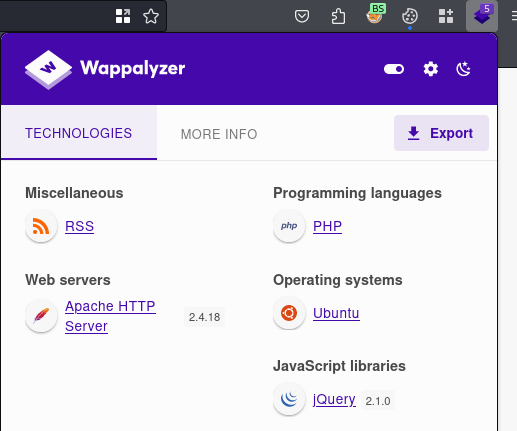 BS
5
Wappalyzer
TECHNOLOGIES
MORE INFO
Export
Miscellaneous
RSS
Programming languages
php
PHP
Web servers
Apache HTTP
Server
2.4.18
Operating systems
Ubuntu
JavaScript libraries
jQuery
2.1.0